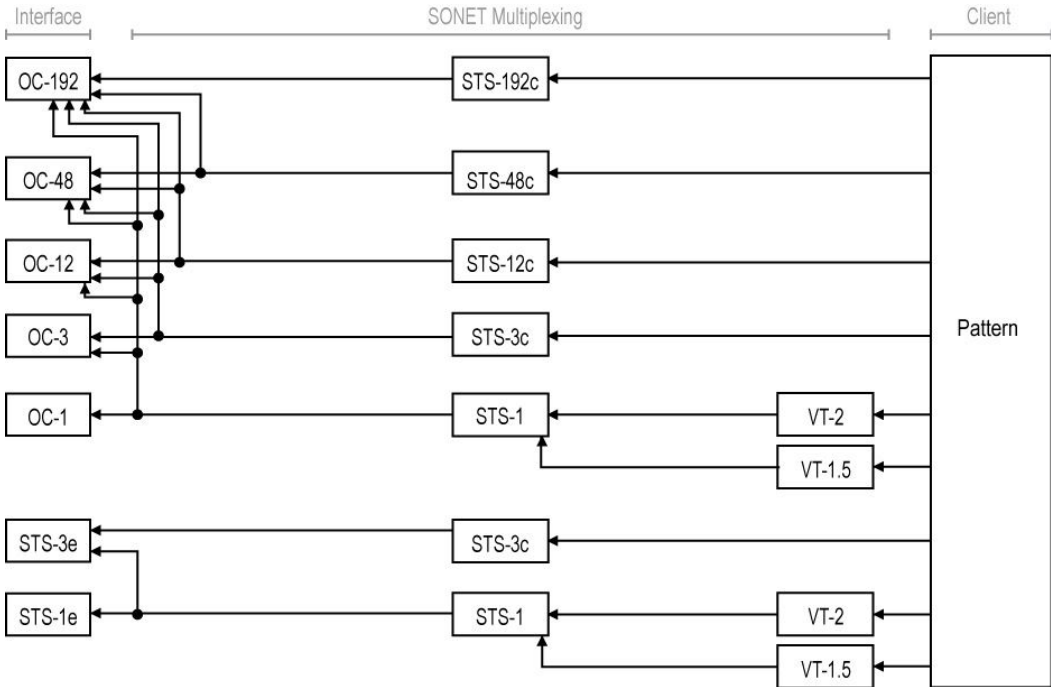 Interface SONET Multiplexing Client
OC-192 STS-192c
OC-48 STS-48c
OC-12 STS-12c
OC-3 STS-3c Pattern
OC-1 STS-1 VT-2
VT-1.5
STS-3e STS-3c
STS-1e STS-1 VT-2
VT-1.5